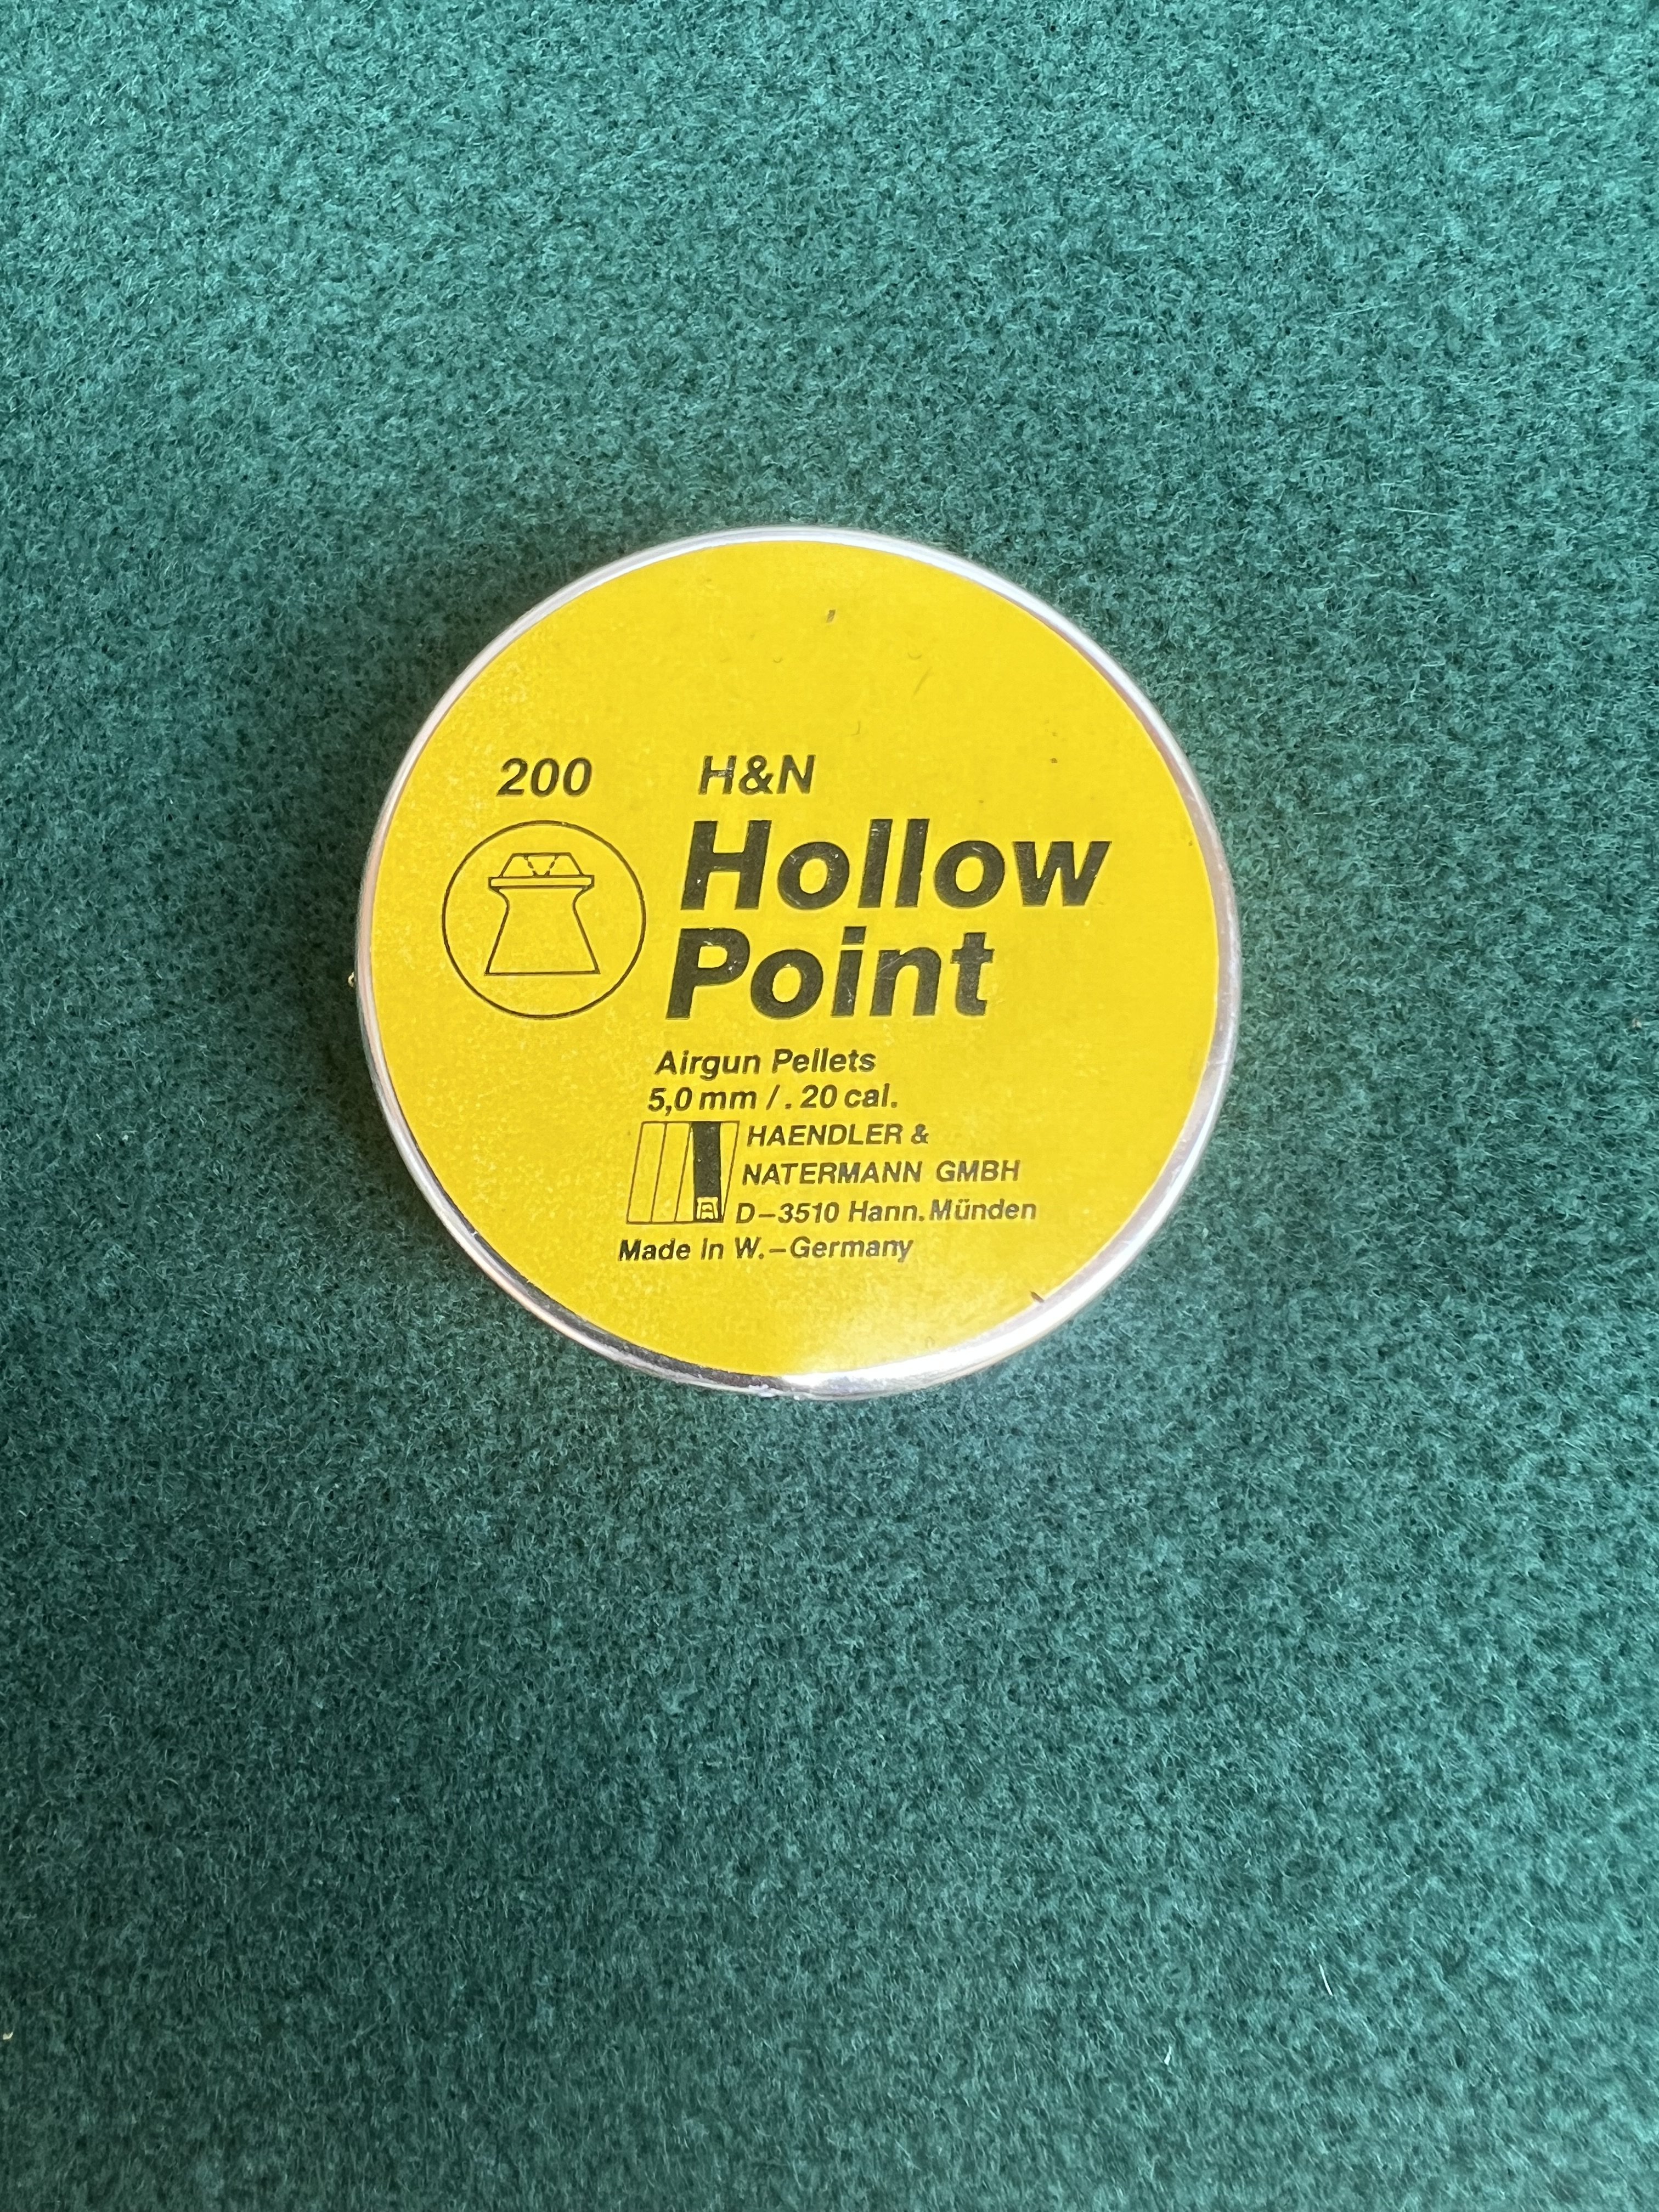 200 H&N
Hollow
Point
Airgun Pellets
5,0 mm / . 20 cal.
HAENDLER &
NATERMANN GMBH
D–3510 Hann. Münden
Made in W.–Germany